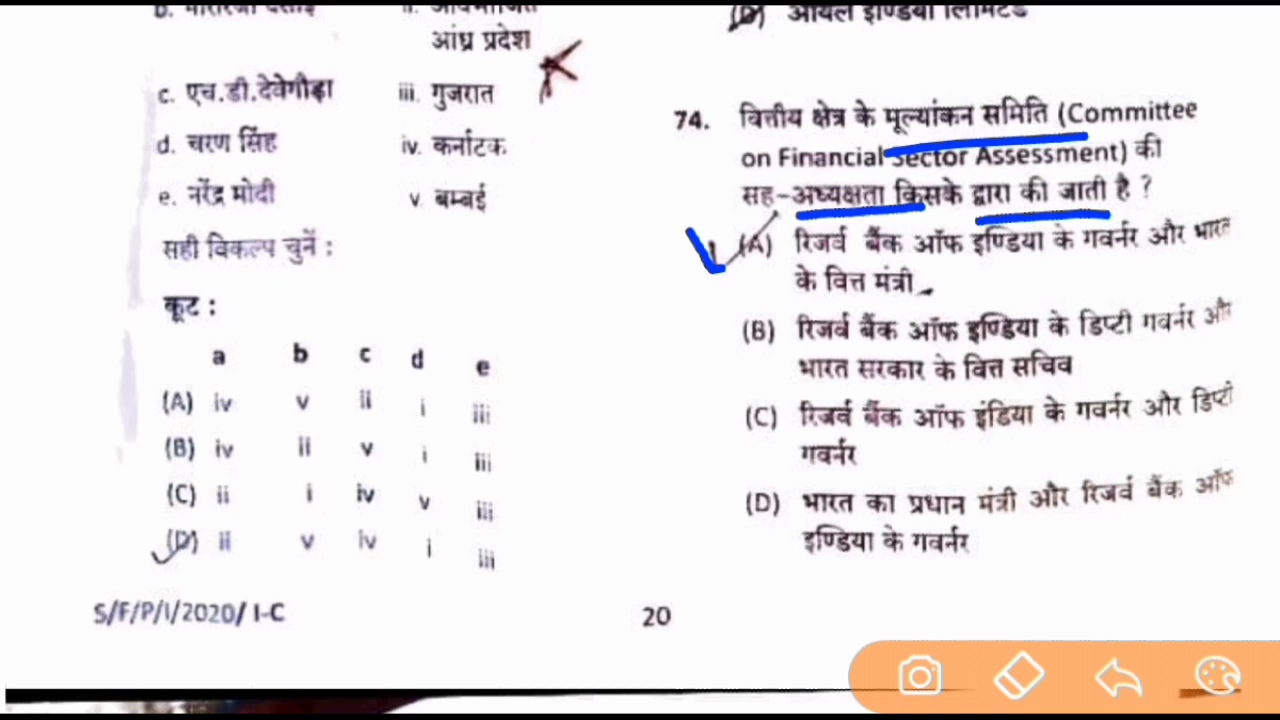 b. मोरारजी देसाई ii. अविभाजित
आंध्र प्रदेश
c. एच.डी.देवेगौड़ा iii. गुजरात
d. चरण सिंह iv. कर्नाटक
e. नरेंद्र मोदी v. बम्बई
सही विकल्प चुनें :
कूट :
a b c d e
(A) iv v ii i iii
(B) iv ii v i iii
(C) ii i iv v iii
(D) ii v iv i iii
S/F/P/I/2020/ I-C
(D) ऑयल इण्डिया लिमिटेड
74. वित्तीय क्षेत्र के मूल्यांकन समिति (Committee
on Financial Sector Assessment) की
सह-अध्यक्षता किसके द्वारा की जाती है ?
(A) रिजर्व बैंक ऑफ इण्डिया के गवर्नर और भारत
के वित्त मंत्री
(B) रिजर्व बैंक ऑफ इण्डिया के डिप्टी गवर्नर और
भारत सरकार के वित्त सचिव
(C) रिजर्व बैंक ऑफ इंडिया के गवर्नर और डिप्टी
गवर्नर
(D) भारत का प्रधान मंत्री और रिजर्व बैंक ऑफ
इण्डिया के गवर्नर
20